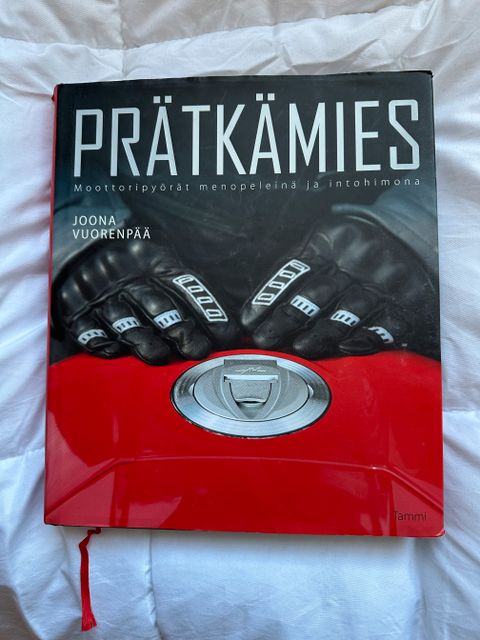 PRÄTKÄMIES
Moottoripyörät menopeleinä ja intohimona
JOONA
VUORENPÄÄ
Tammi